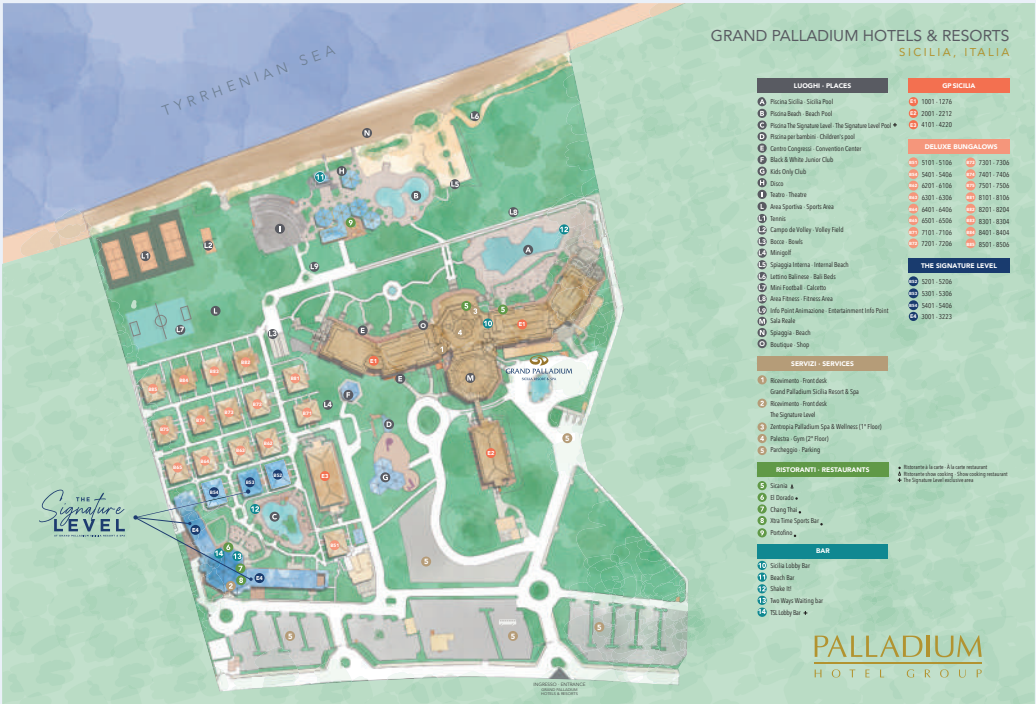 GRAND PALLADIUM HOTELS & RESORTS
SICILIA, ITALIA
TYRRHENIAN SEA
LUOGHI - PLACES
A Piscina Sicilia - Sicilia Pool
B Piscina Beach - Beach Pool
C Piscina The Signature Level - The Signature Level Pool +
D Piscina per bambini - Children's pool
E Centro Congressi - Convention Center
F Black & White Junior Club
G Kids Only Club
H Disco
I Teatro - Theatre
L Area Sportiva - Sports Area
L1 Tennis
L2 Campo de Volley - Volley Field
L3 Bocce - Bowls
L4 Minigolf
L5 Spiaggia Interna - Internal Beach
L6 Lettino Balinese - Bali Beds
L7 Mini Football - Calcetto
L8 Area Fitness - Fitness Area
L9 Info Point Animazione - Entertainment Info Point
M Sala Reale
N Spiaggia - Beach
O Boutique - Shop
SERVIZI - SERVICES
1 Ricevimento - Front desk
Grand Palladium Sicilia Resort & Spa
2 Ricevimento - Front desk
The Signature Level
3 Zentropia Palladium Spa & Wellness (1° Floor)
4 Palestra - Gym (2° Floor)
5 Parcheggio - Parking
RISTORANTI - RESTAURANTS
5 Sicania
6 El Dorado
7 Chang Thai
8 Xtra Time Sports Bar
9 Portofino
BAR
10 Sicilia Lobby Bar
11 Beach Bar
12 Shake It!
13 Two Ways Waiting bar
14 TSL Lobby Bar +
GP SICILIA
E1 1001 - 1276
E2 2001 - 2212
E3 4101 - 4220
DELUXE BUNGALOWS
5101 - 5106
5401 - 5406
6201 - 6106
6301 - 6306
6401 - 6406
6501 - 6506
7101 - 7106
7201 - 7206
7301 - 7306
7401 - 7406
7501 - 7506
8101 - 8106
8201 - 8204
8301 - 8304
8401 - 8404
8501 - 8506
THE SIGNATURE LEVEL
B52 5201 - 5206
B53 5301 - 5306
B54 5401 - 5406
E4 3001 - 3223
Ristorante à la carte - À la carte restaurant
Ristorante show cooking - Show cooking restaurant
+ The Signature Level exclusive area
GRAND PALLADIUM
SICILIA RESORT & SPA
THE
Signature
LEVEL
INGRESSO - ENTRANCE
GRAND PALLADIUM
HOTELS & RESORTS
PALLADIUM
HOTEL GROUP